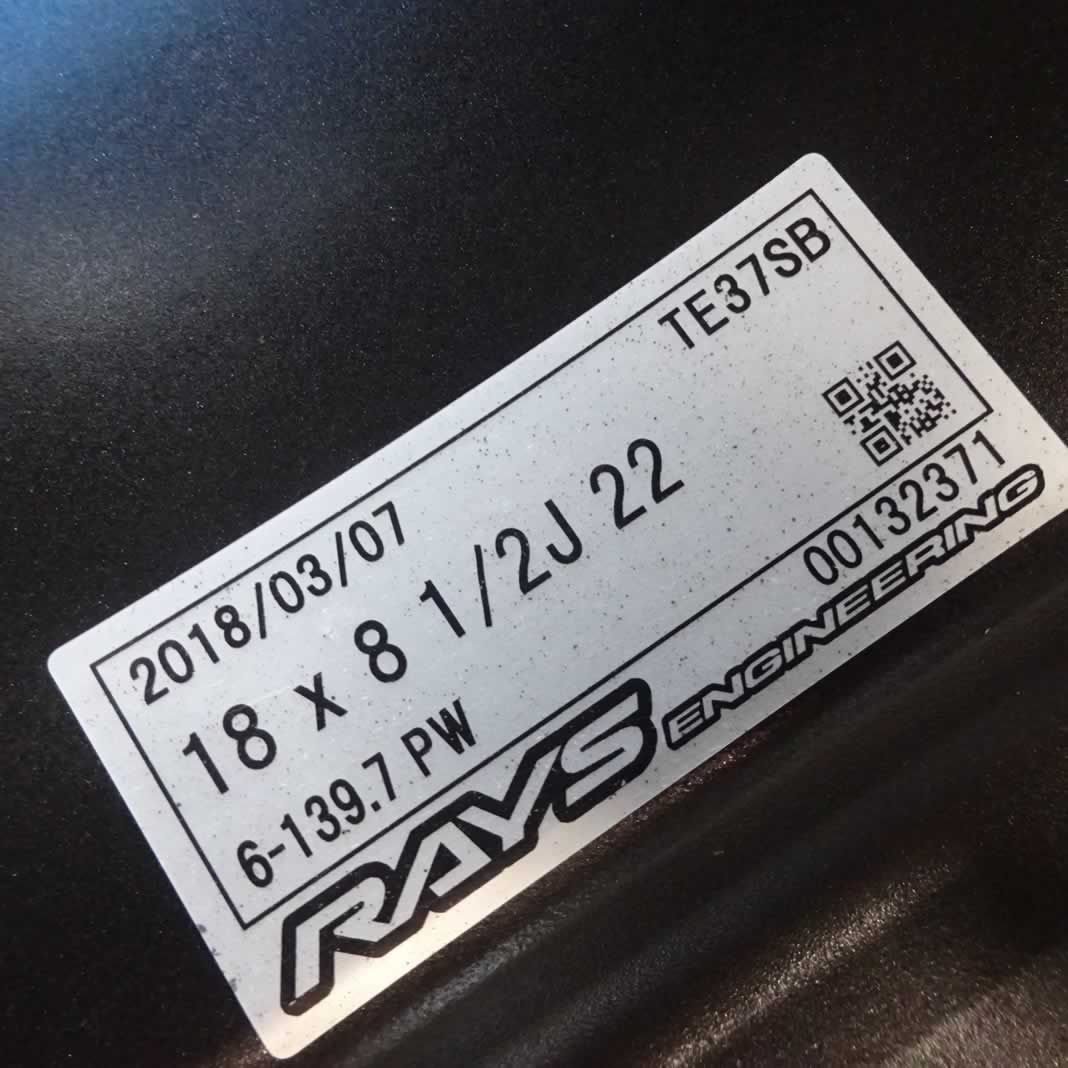 TE37SB
2018/03/07
18 x 8 1/2J 22
6-139.7 PW
00132371
RAYS ENGINEERING